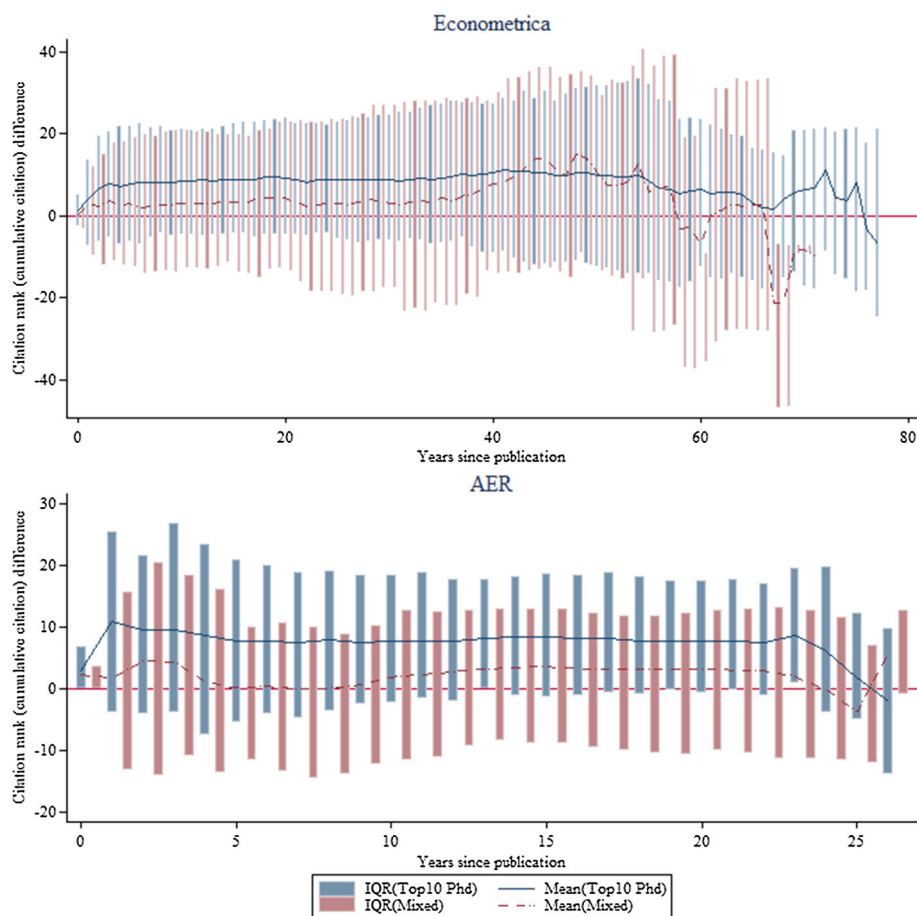 Econometrica
Citation rank (cumulative citation) difference
40
20
0
-20
-40
0 20 40 60 80
Years since publication
AER
Citation rank (cumulative citation) difference
30
20
10
0
-10
-20
0 5 10 15 20 25
Years since publication
IQR(Top10 Phd) Mean(Top10 Phd)
IQR(Mixed) Mean(Mixed)